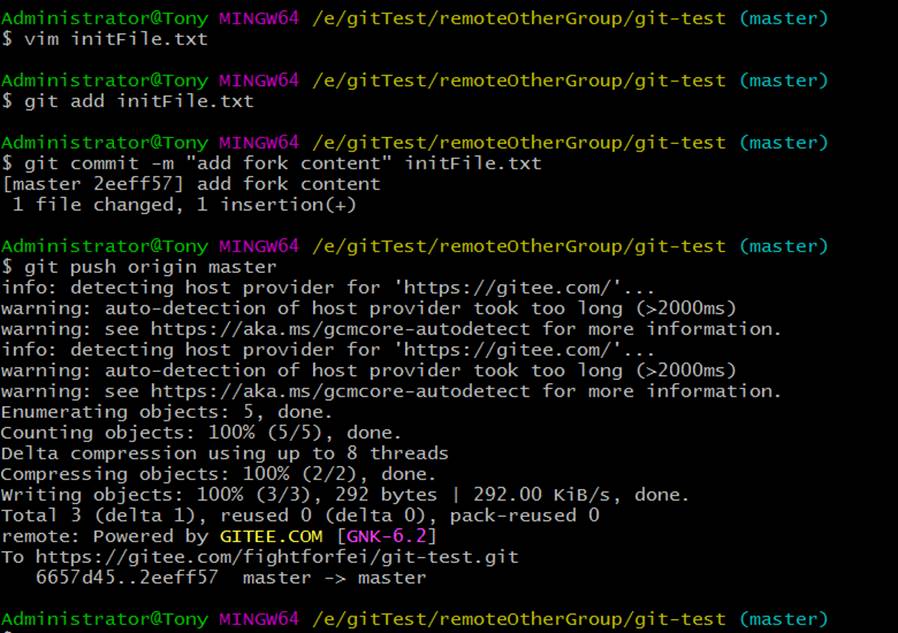 Administrator@Tony MINGW64 /e/gitTest/remoteOtherGroup/git-test (master)
$ vim initFile.txt
Administrator@Tony MINGW64 /e/gitTest/remoteOtherGroup/git-test (master)
$ git add initFile.txt
Administrator@Tony MINGW64 /e/gitTest/remoteOtherGroup/git-test (master)
$ git commit -m "add fork content" initFile.txt
[master 2eeff57] add fork content
 1 file changed, 1 insertion(+)
Administrator@Tony MINGW64 /e/gitTest/remoteOtherGroup/git-test (master)
$ git push origin master
info: detecting host provider for 'https://gitee.com/'...
warning: auto-detection of host provider took too long (>2000ms)
warning: see https://aka.ms/gcmcore-autodetect for more information.
info: detecting host provider for 'https://gitee.com/'...
warning: auto-detection of host provider took too long (>2000ms)
warning: see https://aka.ms/gcmcore-autodetect for more information.
Enumerating objects: 5, done.
Counting objects: 100% (5/5), done.
Delta compression using up to 8 threads
Compressing objects: 100% (2/2), done.
Writing objects: 100% (3/3), 292 bytes | 292.00 KiB/s, done.
Total 3 (delta 1), reused 0 (delta 0), pack-reused 0
remote: Powered by GITEE.COM [GNK-6.2]
To https://gitee.com/fightforfei/git-test.git
   6657d45..2eeff57  master -> master
Administrator@Tony MINGW64 /e/gitTest/remoteOtherGroup/git-test (master)